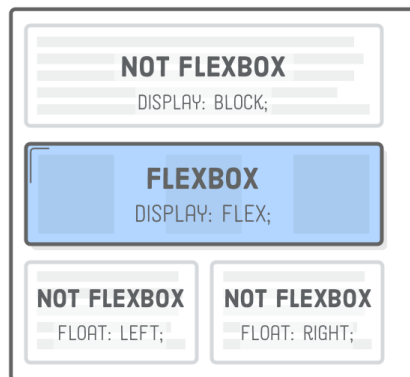 NOT FLEXBOX
DISPLAY: BLOCK;
FLEXBOX
DISPLAY: FLEX;
NOT FLEXBOX
FLOAT: LEFT;
NOT FLEXBOX
FLOAT: RIGHT;